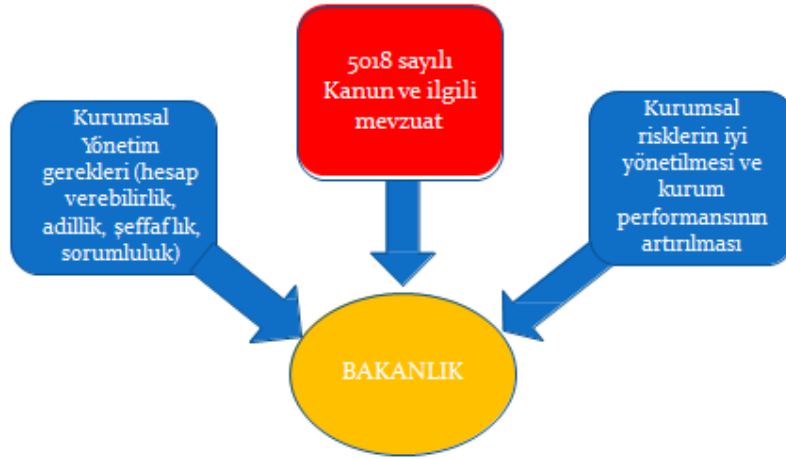 Kurumsal
Yönetim
gerekleri (hesap
verebilirlik,
adillik, şeffaflık,
sorumluluk)
5018 sayılı
Kanun ve ilgili
mevzuat
Kurumsal
risklerin iyi
yönetilmesi ve
kurum
performansının
artırılması
BAKANLIK